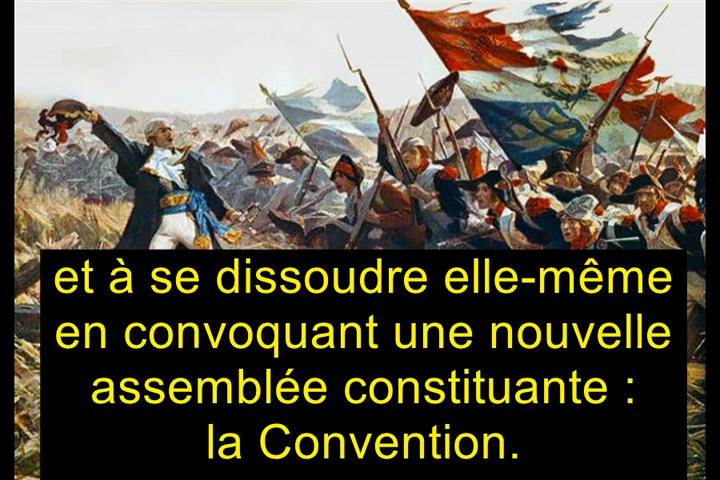 et à se dissoudre elle-même
en convoquant une nouvelle
assemblée constituante :
la Convention.